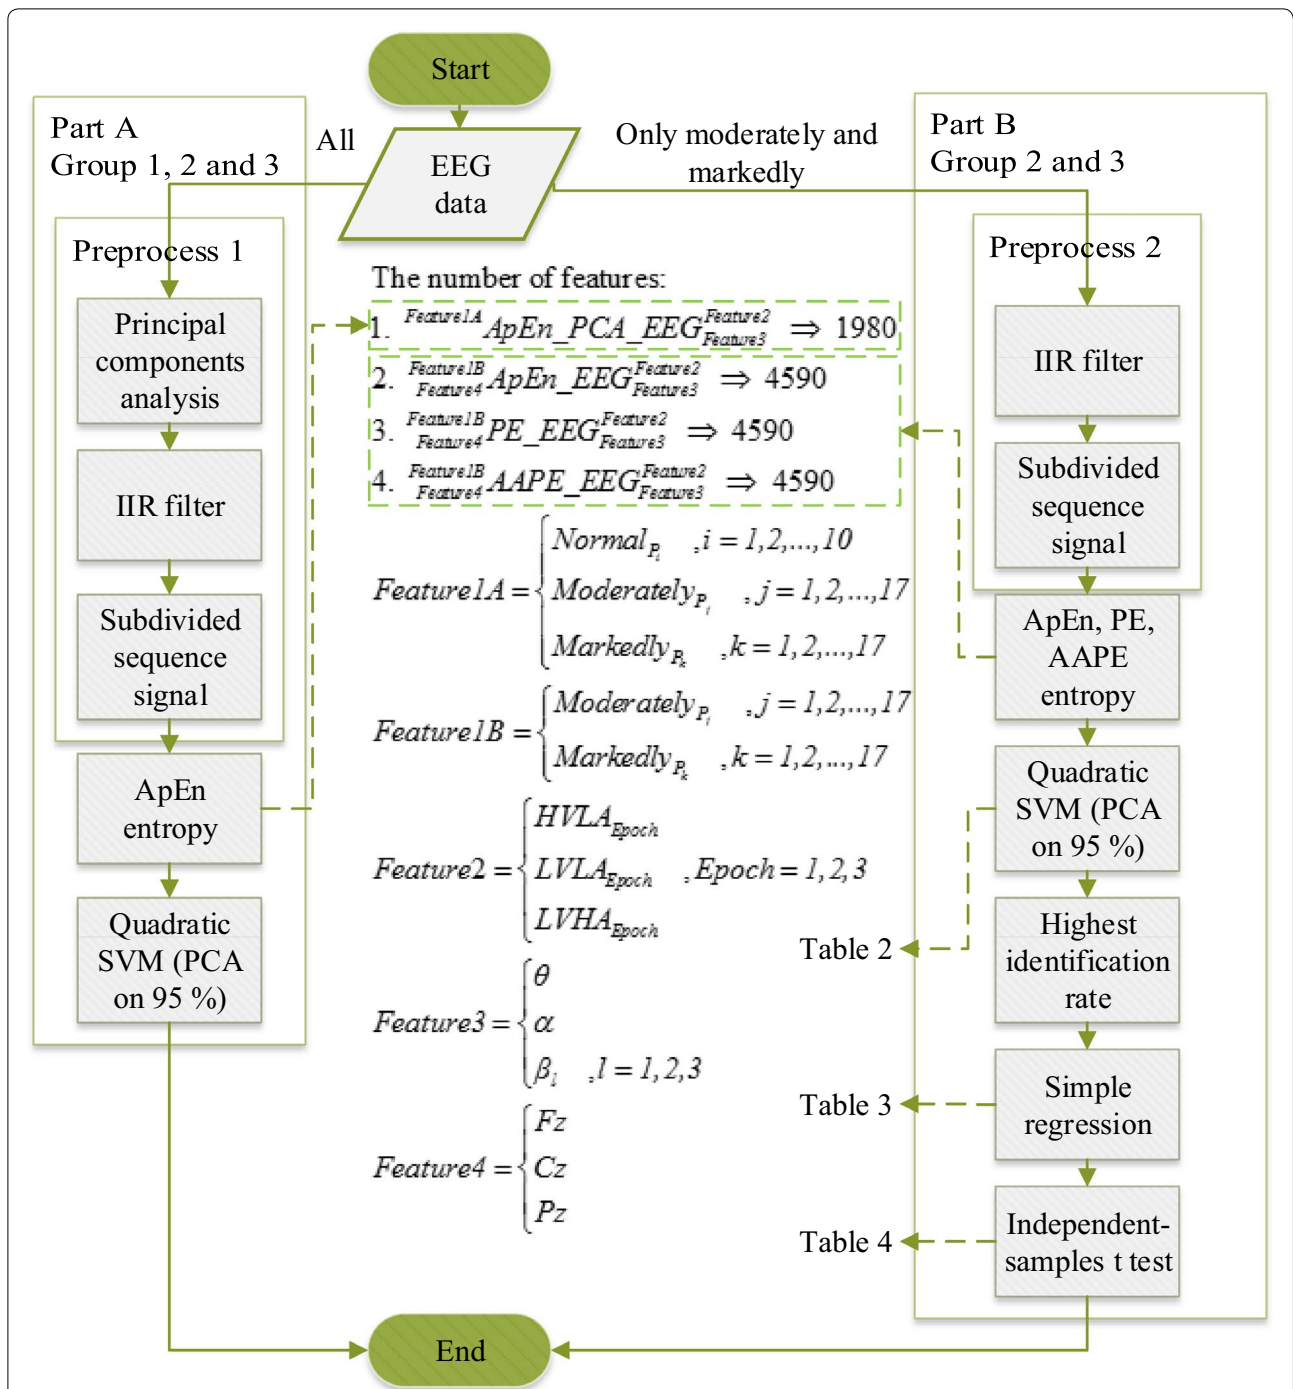 Start
EEG
data
All
Only moderately and
markedly
Part A
Group 1, 2 and 3
Preprocess 1
Principal
components
analysis
IIR filter
Subdivided
sequence
signal
ApEn
entropy
Quadratic
SVM (PCA
on 95 %)
The number of features:
1. Feature1A ApEn_PCA_EEG Feature2 Feature3 ⇒ 1980
2. Feature1B Feature4 ApEn_EEG Feature2 Feature3 ⇒ 4590
3. Feature1B Feature4 PE_EEG Feature2 Feature3 ⇒ 4590
4. Feature1B Feature4 AAPE_EEG Feature2 Feature3 ⇒ 4590
Feature1A = { Normal P_i , i = 1,2,...,10
Moderately P_j , j = 1,2,...,17
Markedly P_k , k = 1,2,...,17
Feature1B = { Moderately P_j , j = 1,2,...,17
Markedly P_k , k = 1,2,...,17
Feature2 = { HVLA Epoch
LVLA Epoch , Epoch = 1,2,3
LVHA Epoch
Feature3 = { θ
α
β_l , l = 1,2,3
Feature4 = { Fz
Cz
Pz
Part B
Group 2 and 3
Preprocess 2
IIR filter
Subdivided
sequence
signal
ApEn, PE,
AAPE
entropy
Quadratic
SVM (PCA
on 95 %)
Table 2
Highest
identification
rate
Table 3
Simple
regression
Table 4
Independent-
samples t test
End